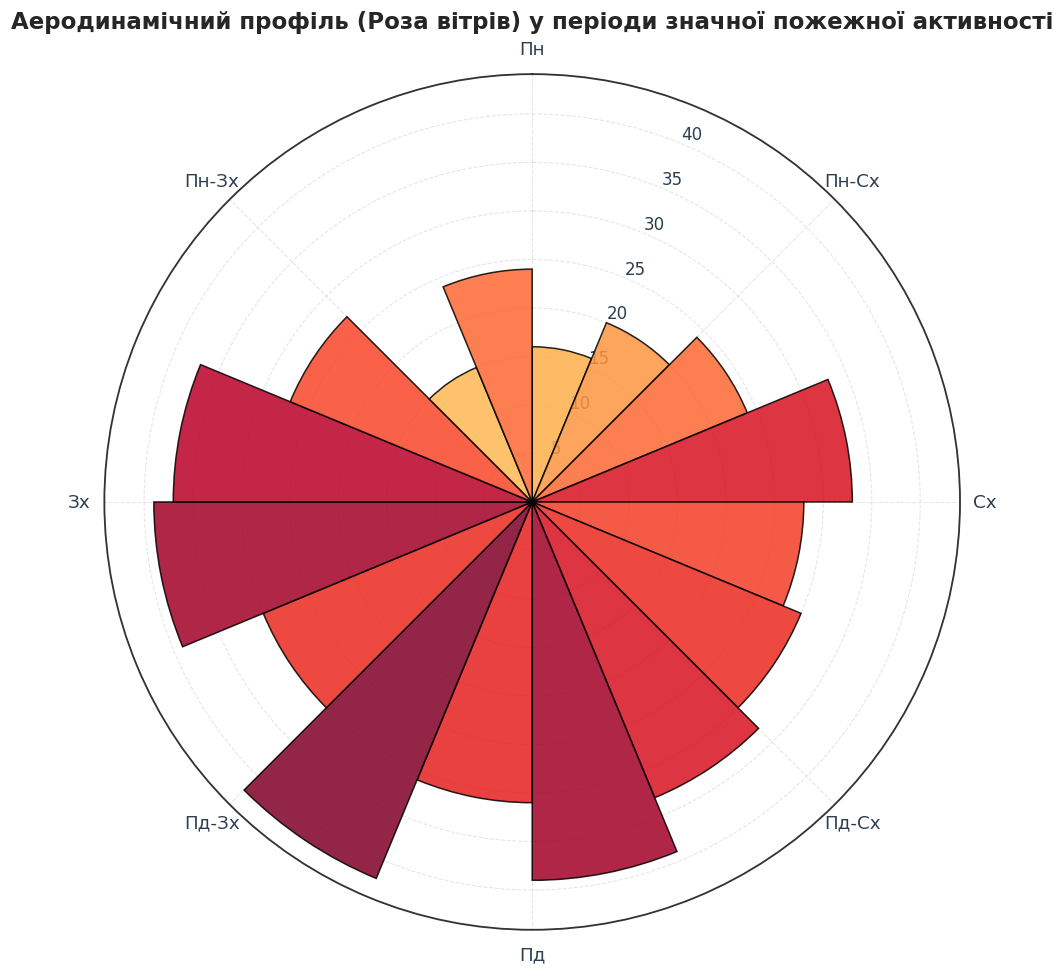 Аеродинамічний профіль (Роза вітрів) у періоди значної пожежної активності
Пн
40
Пн-Зх
35
Пн-Сх
30
25
20
15
10
5
Зх
Сх
Пд-Зх
Пд-Сх
Пд